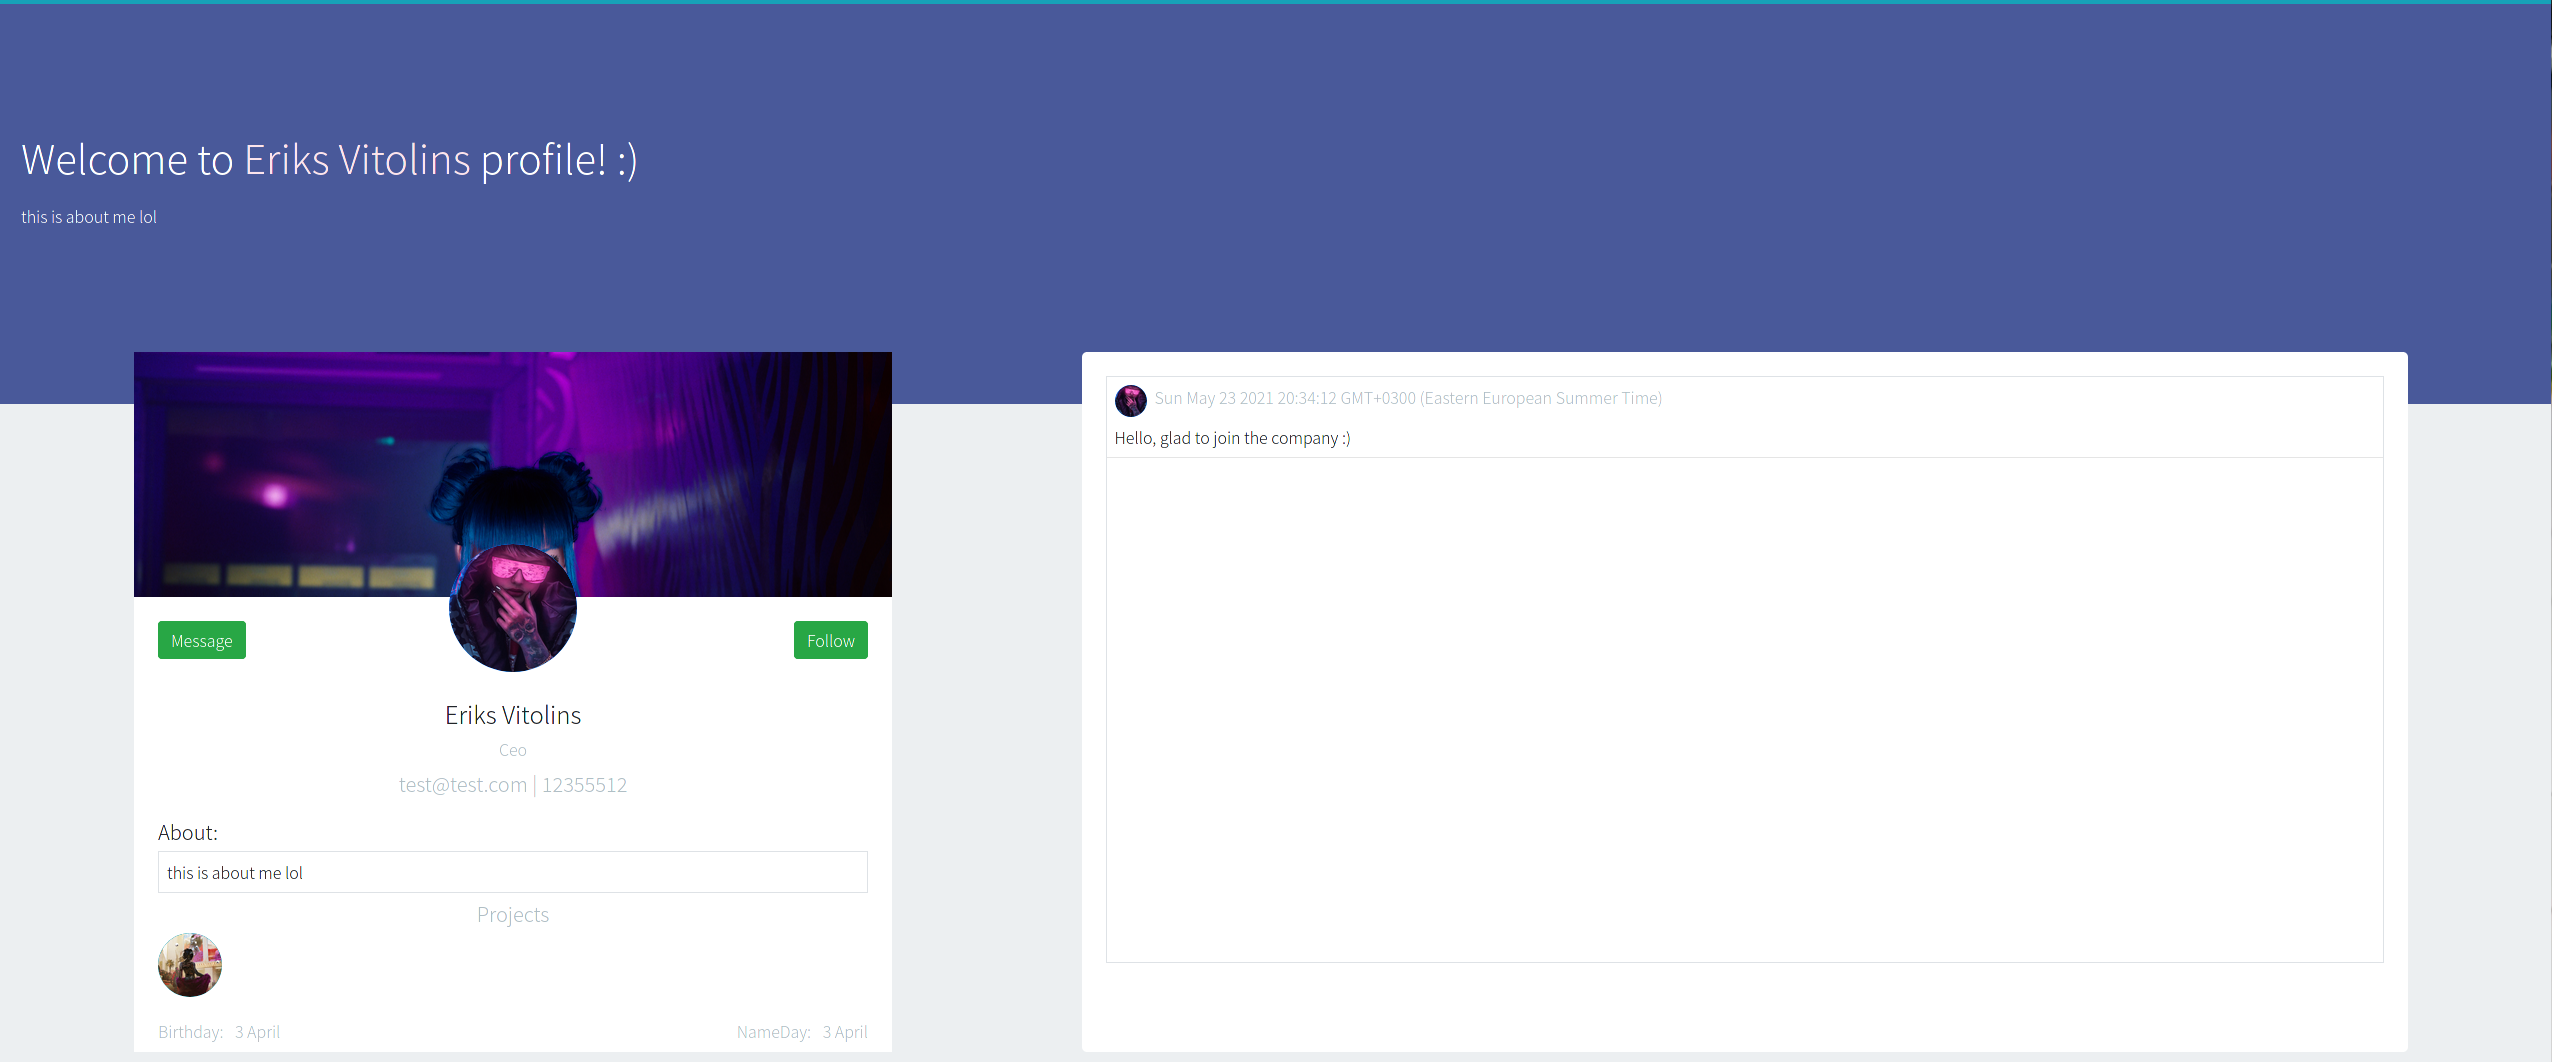 Welcome to Eriks Vitolins profile! :)
this is about me lol
Message
Follow
Eriks Vitolins
Ceo
test@test.com | 12355512
About:
this is about me lol
Projects
Birthday: 3 April
NameDay: 3 April
Sun May 23 2021 20:34:12 GMT+0300 (Eastern European Summer Time)
Hello, glad to join the company :)